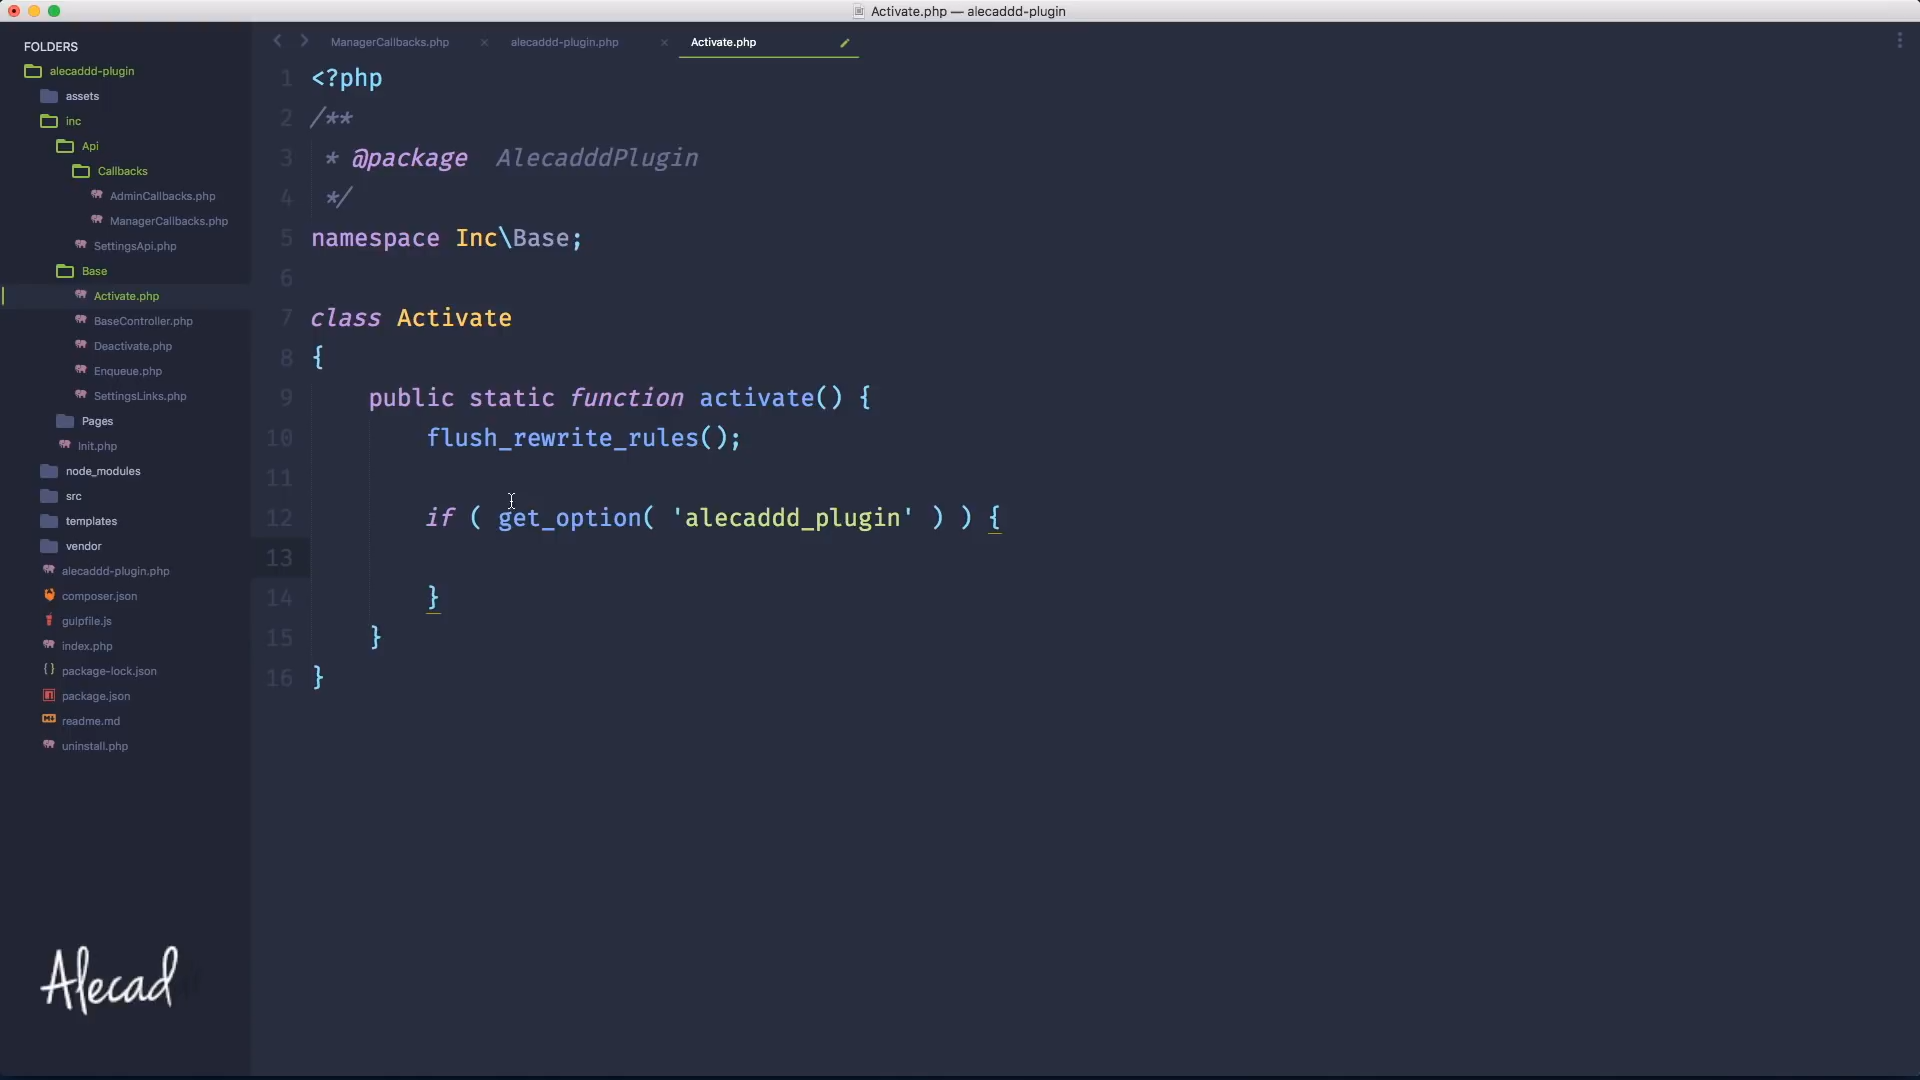 Activate.php — alecaddd-plugin
FOLDERS
alecaddd-plugin
assets
inc
Api
Callbacks
AdminCallbacks.php
ManagerCallbacks.php
SettingsApi.php
Base
Activate.php
BaseController.php
Deactivate.php
Enqueue.php
SettingsLinks.php
Pages
Init.php
node_modules
src
templates
vendor
alecaddd-plugin.php
composer.json
gulpfile.js
index.php
package-lock.json
package.json
readme.md
uninstall.php
Alecad
ManagerCallbacks.php × alecaddd-plugin.php × Activate.php
1 <?php
2 /**
3 * @package AlecadddPlugin
4 */
5 namespace Inc\Base;
6
7 class Activate
8 {
9 public static function activate() {
10 flush_rewrite_rules();
11
12 if ( get_option( 'alecaddd_plugin' ) ) {
13
14 }
15 }
16 }